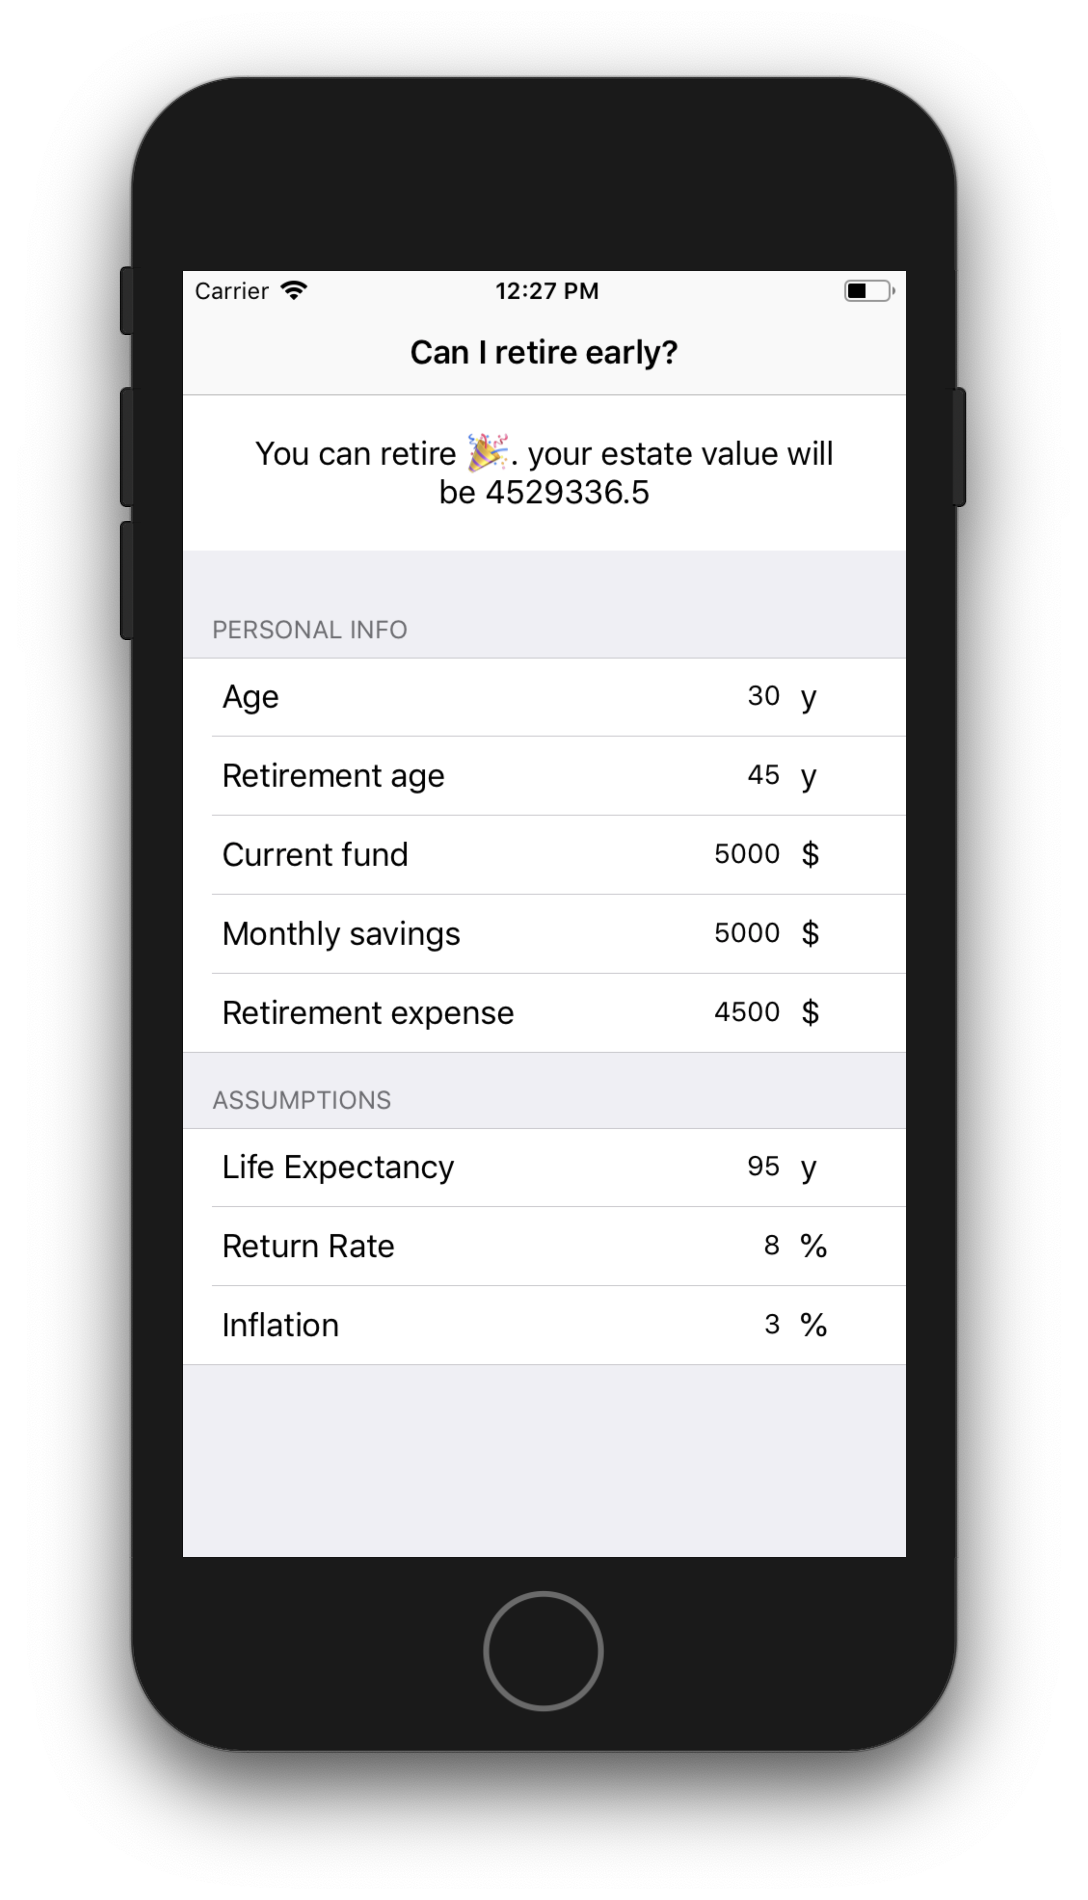 Carrier 12:27 PM
Can I retire early?
You can retire 🎉. your estate value will
be 4529336.5
PERSONAL INFO
Age 30 y
Retirement age 45 y
Current fund 5000 $
Monthly savings 5000 $
Retirement expense 4500 $
ASSUMPTIONS
Life Expectancy 95 y
Return Rate 8 %
Inflation 3 %